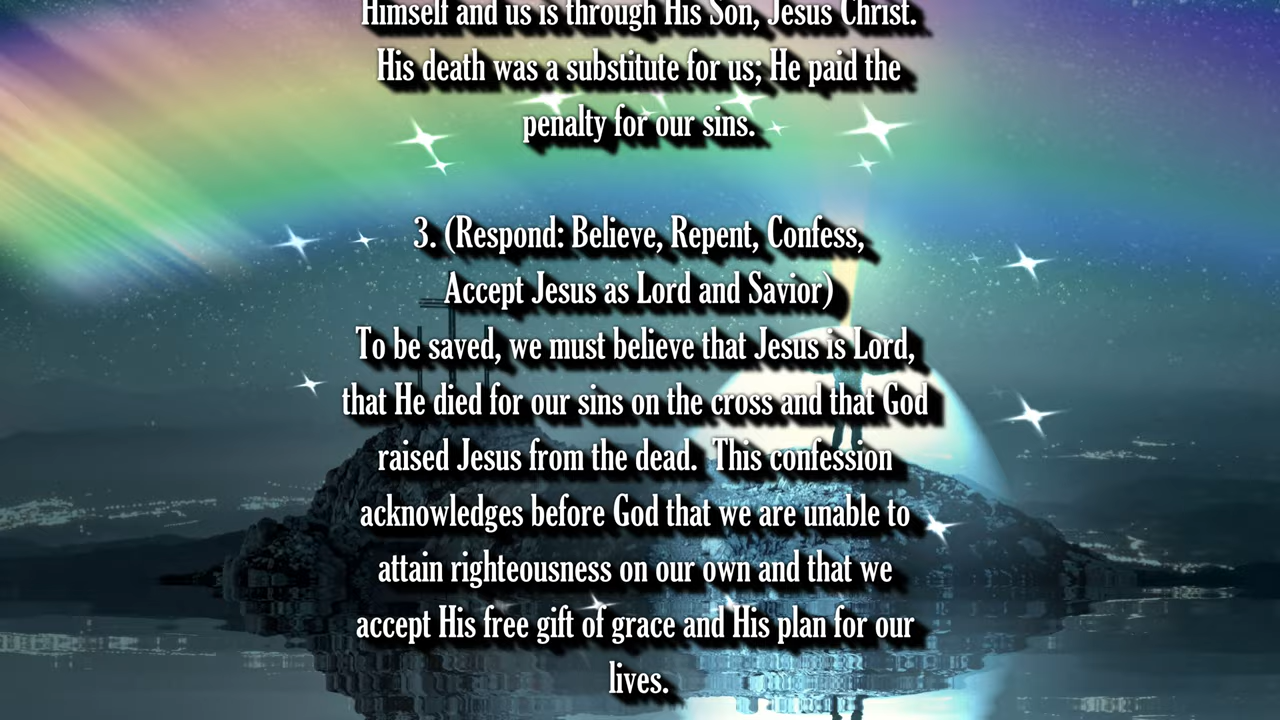 Himself and us is through His Son, Jesus Christ.
His death was a substitute for us; He paid the
penalty for our sins.
3. (Respond: Believe, Repent, Confess,
Accept Jesus as Lord and Savior)
To be saved, we must believe that Jesus is Lord,
that He died for our sins on the cross and that God
raised Jesus from the dead.  This confession
acknowledges before God that we are unable to
attain righteousness on our own and that we
accept His free gift of grace and His plan for our
lives.